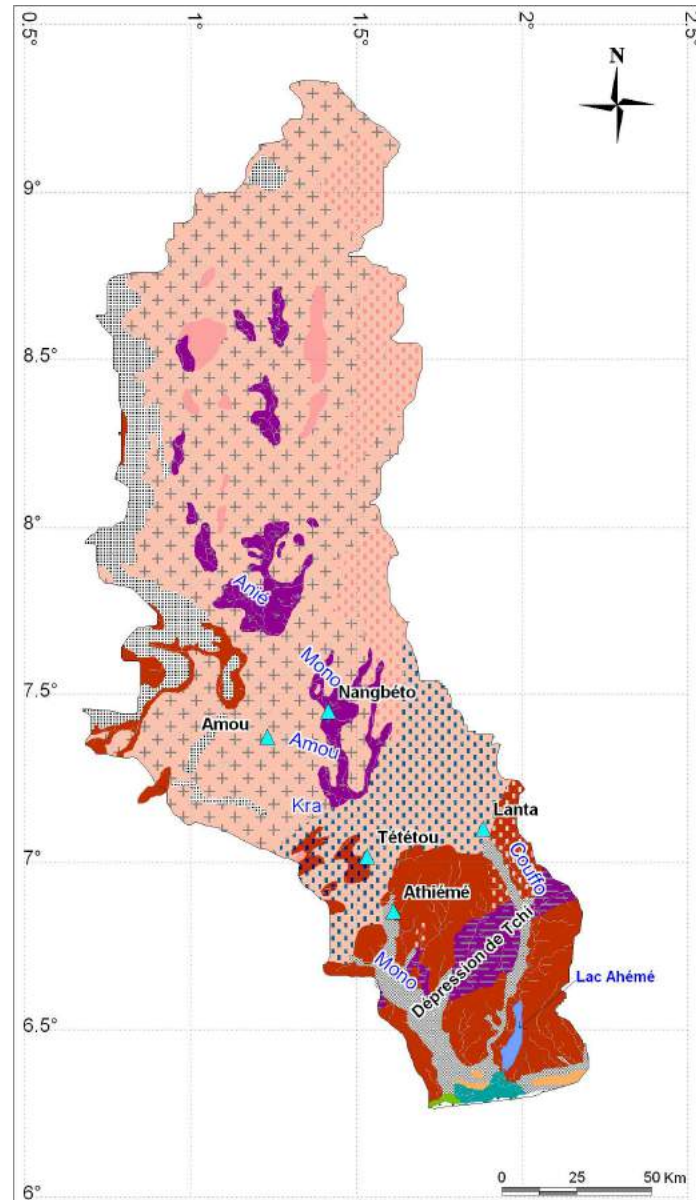 0.5°
1°
1.5°
2°
2.5°
N
9°
8.5°
8°
Anié
Mono
7.5°
Nangbéto
Amou
Amou
Kra
Lanta
Tététou
7°
Couffo
Athiémé
Dépression de Tchi
Mono
Lac Ahémé
6.5°
0 25 50 Km
6°